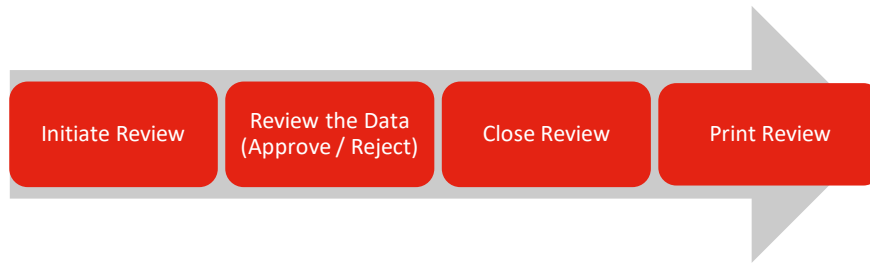 Initiate Review
Review the Data
(Approve / Reject)
Close Review
Print Review